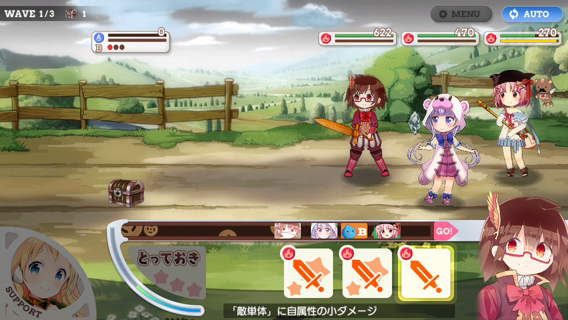 WAVE 1/3
1
MENU
AUTO
0
B
622
470
270
B
GO!
とっておき
SUPPORT
「敵単体」に自属性の小ダメージ